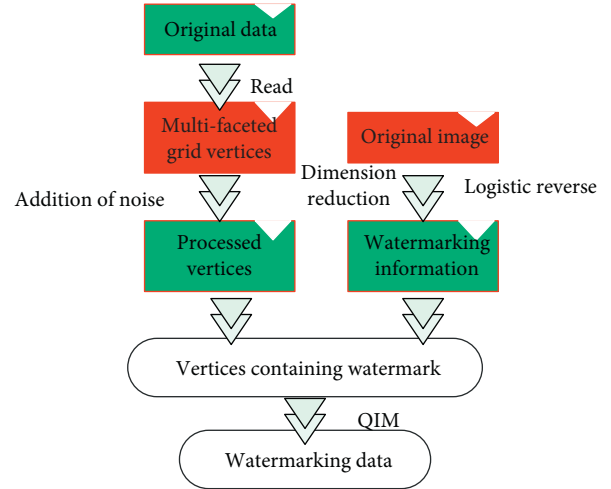 Original data
Read
Multi-faceted
grid vertices
Original image
Addition of noise
Dimension
reduction
Logistic reverse
Processed
vertices
Watermarking
information
Vertices containing watermark
QIM
Watermarking data